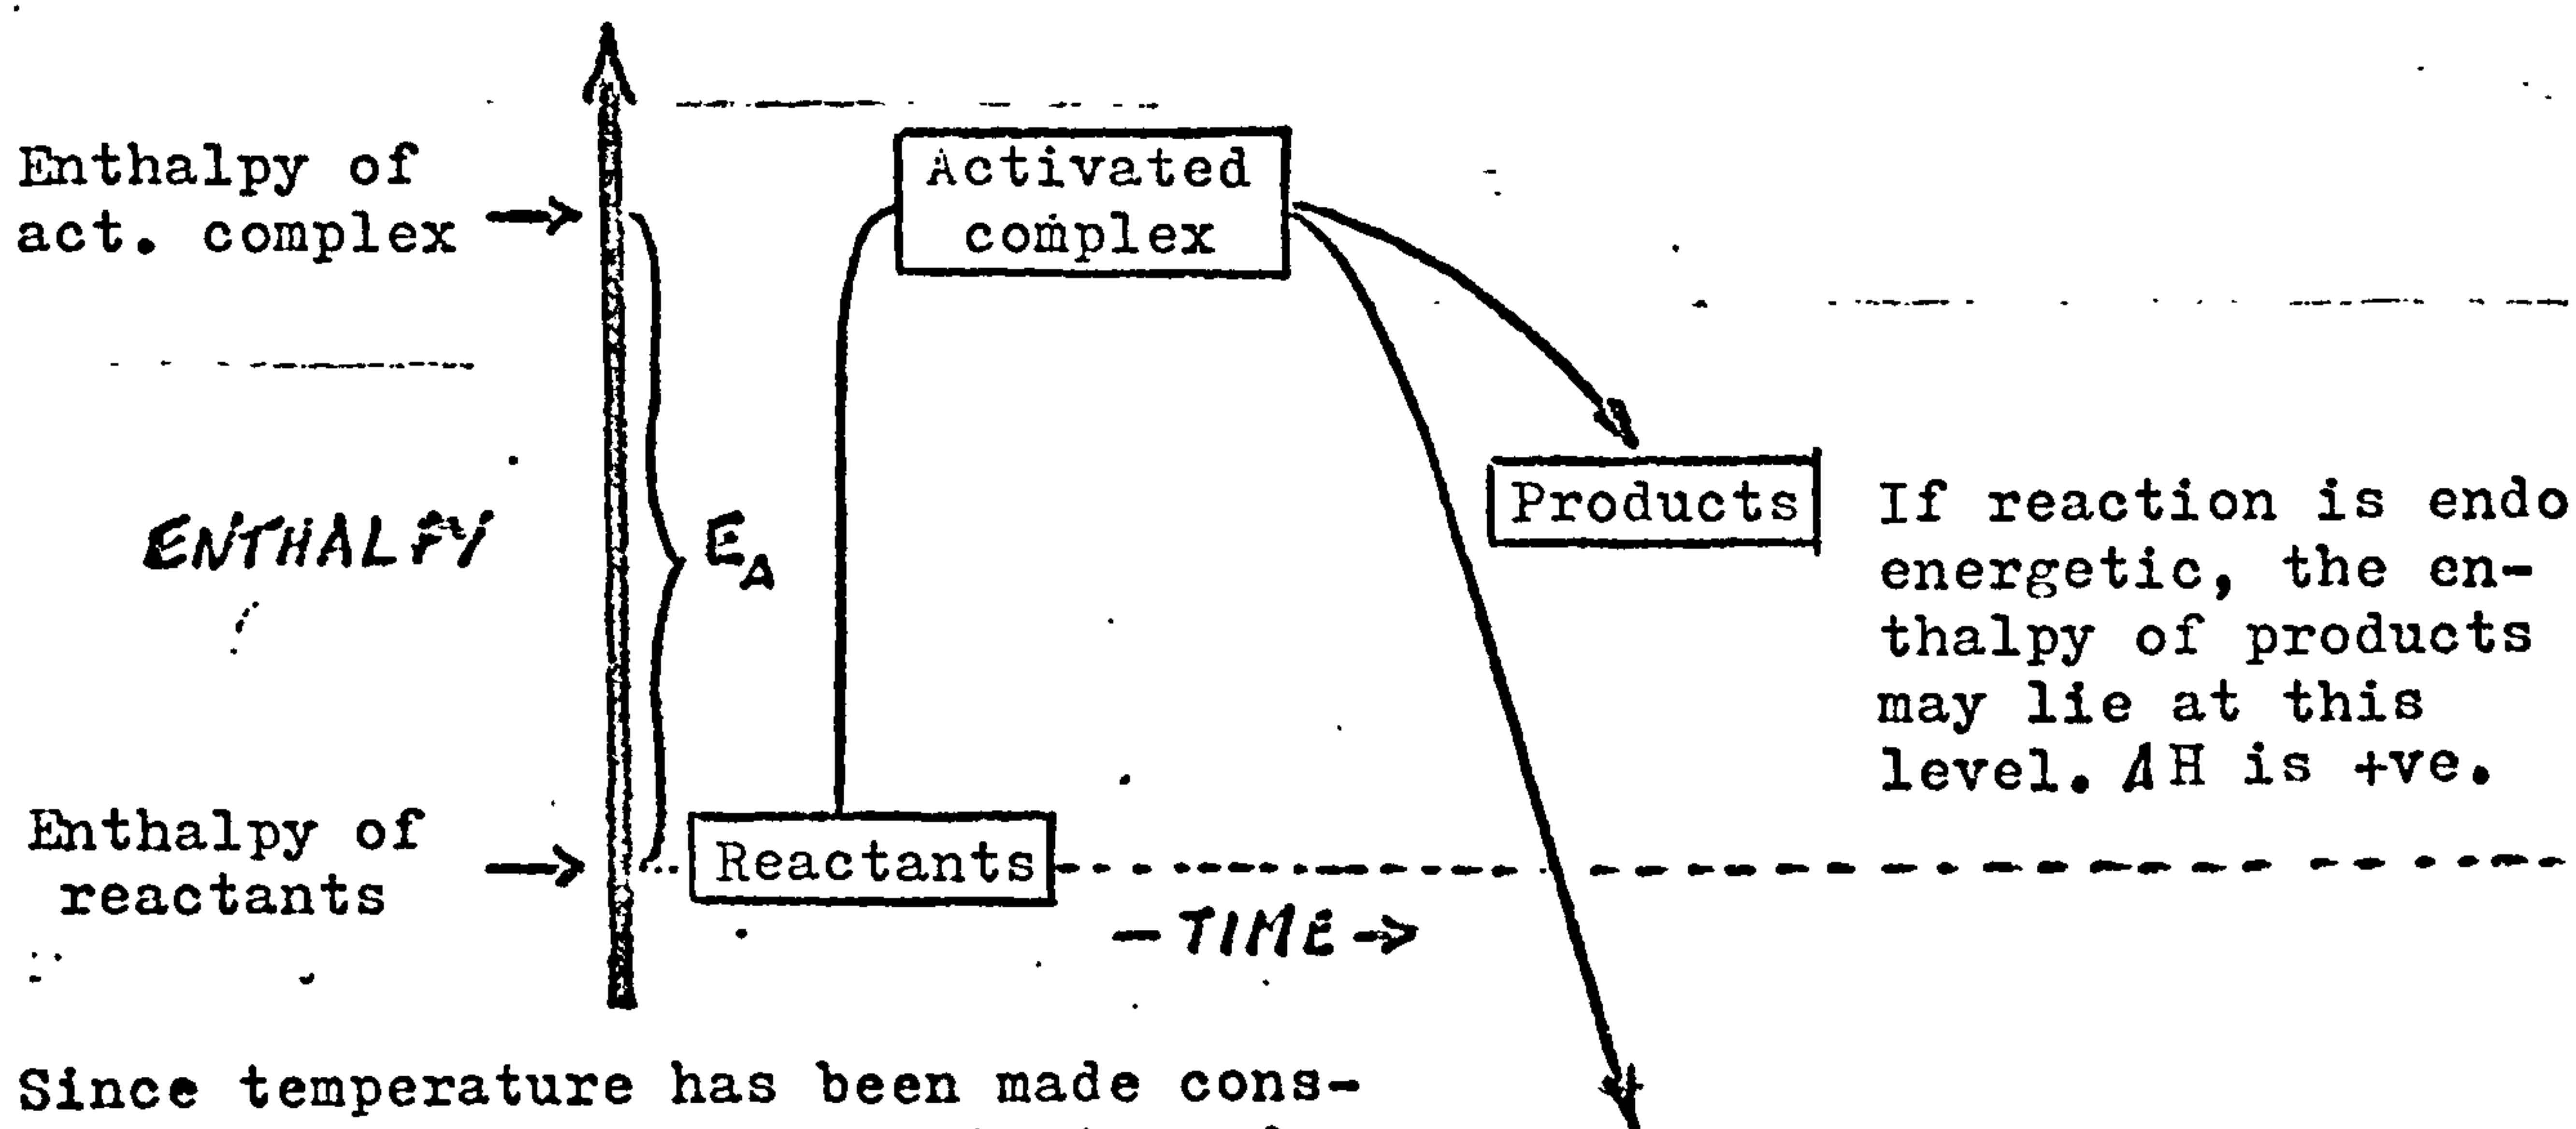 Enthalpy of
act. complex
Activated
complex
ENTHALPY
E_A
Products
If reaction is endo
energetic, the en-
thalpy of products
may lie at this
level. ΔH is +ve.
Enthalpy of
reactants
Reactants
- TIME ->
Since temperature has been made cons-